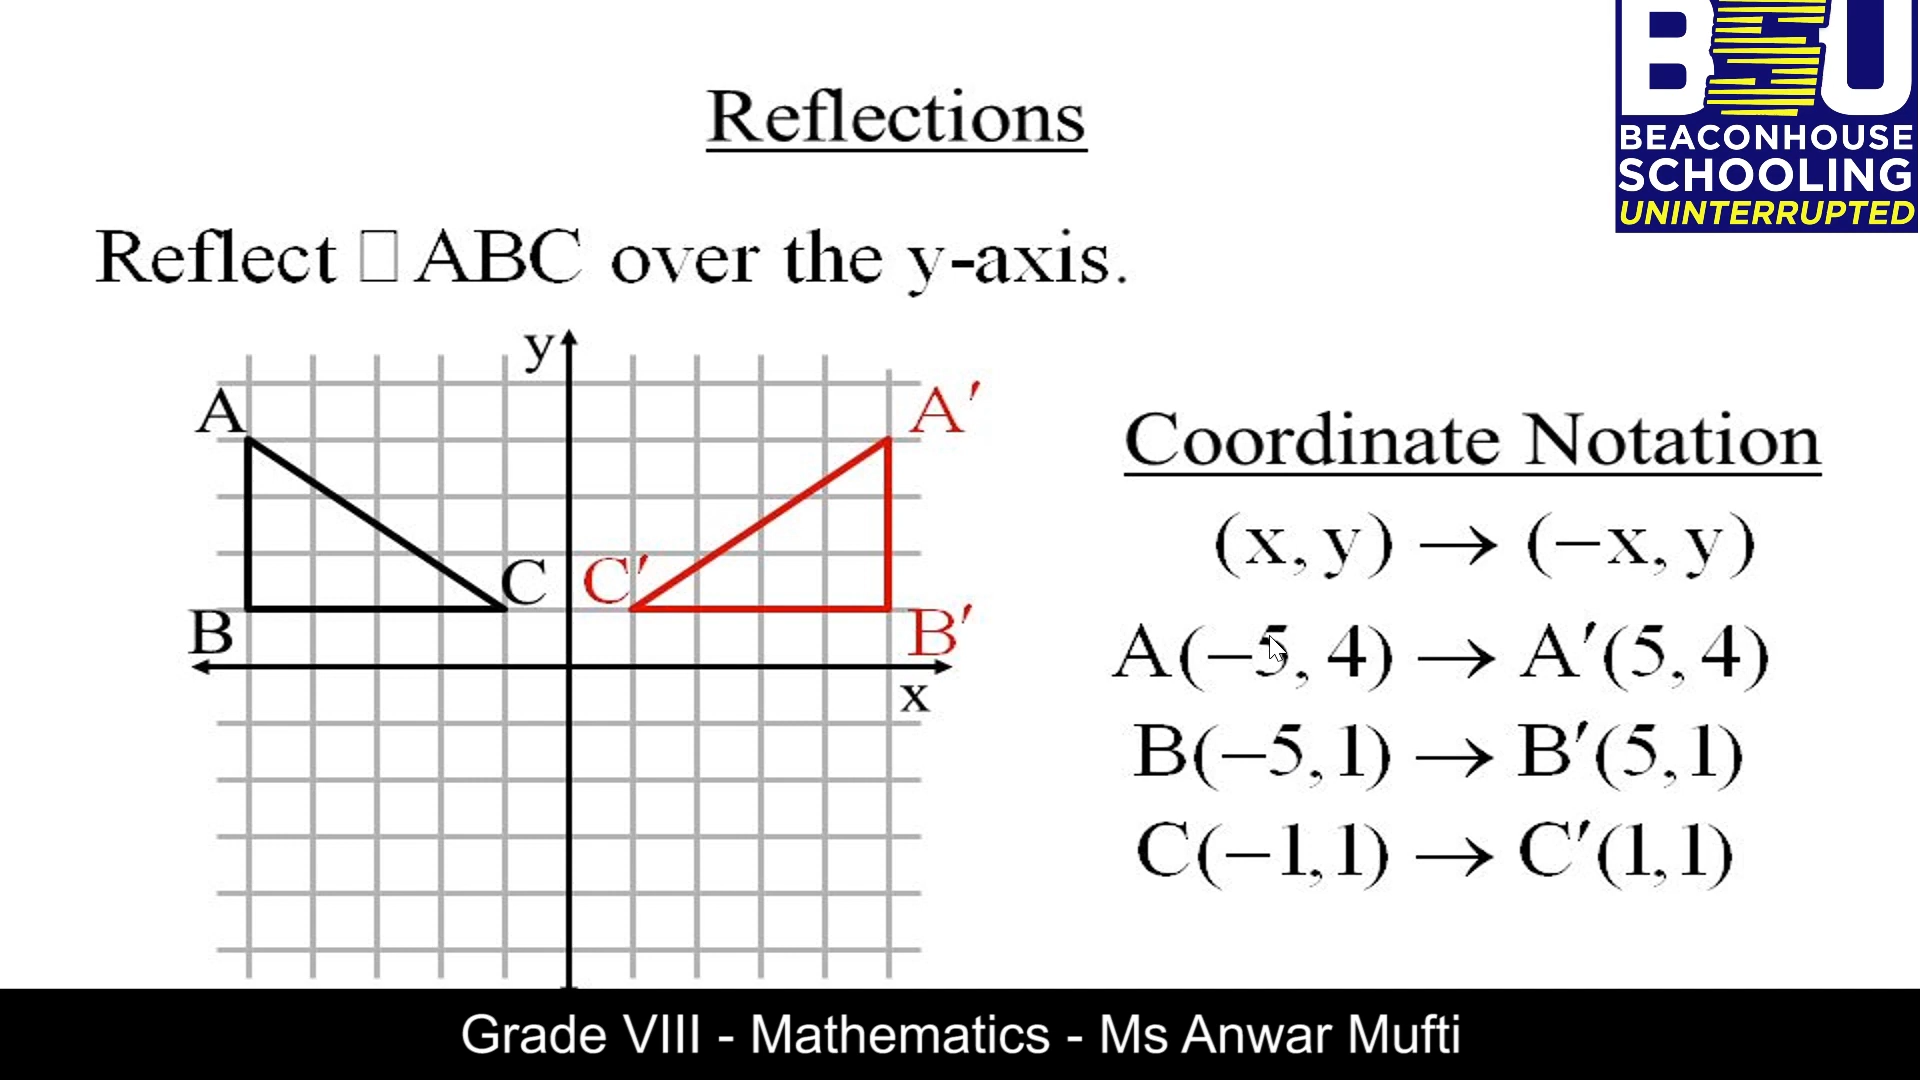 BSU
BEACONHOUSE
SCHOOLING
UNINTERRUPTED
Reflections
Reflect □ ABC over the y-axis.
y
A
A′
C
C′
B
B′
x
Coordinate Notation
(x, y) → (−x, y)
A(−5, 4) → A′(5, 4)
B(−5, 1) → B′(5, 1)
C(−1, 1) → C′(1, 1)
Grade VIII - Mathematics - Ms Anwar Mufti